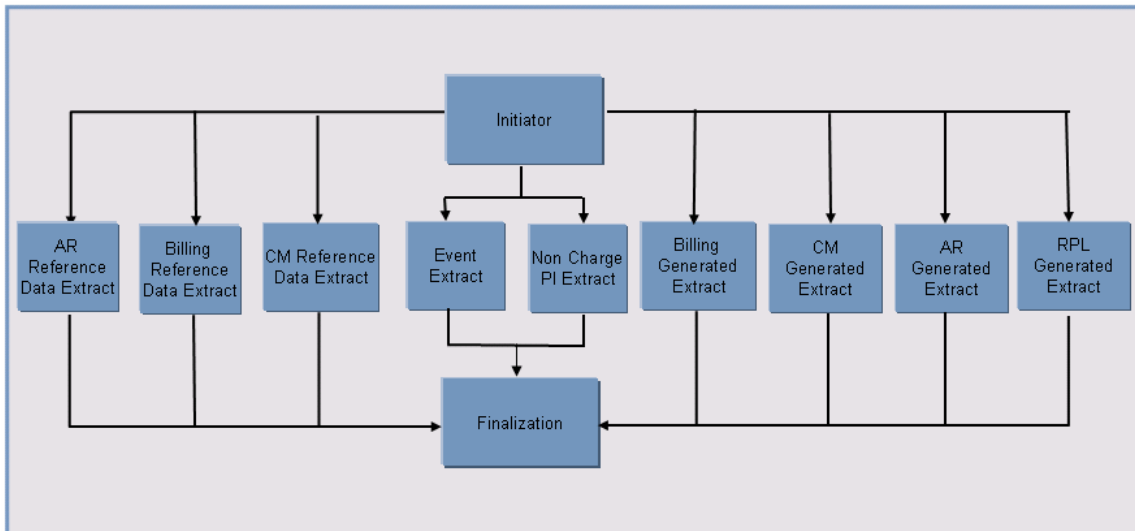 Initiator
AR
Reference
Data Extract
Billing
Reference
Data Extract
CM Reference
Data Extract
Event
Extract
Non Charge
PI Extract
Billing
Generated
Extract
CM
Generated
Extract
AR
Generated
Extract
RPL
Generated
Extract
Finalization